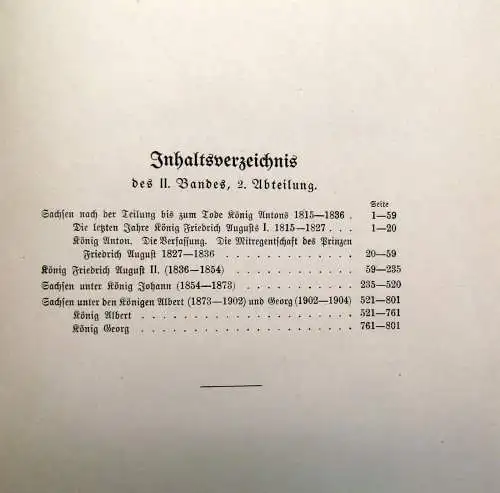 Inhaltsverzeichnis
des II. Bandes, 2. Abteilung.
Seite
Sachsen nach der Teilung bis zum Tode König Antons 1815—1836 . 1—59
Die letzten Jahre König Friedrich Augusts I. 1815—1827 . . . 1—20
König Anton. Die Verfassung. Die Mitregentschaft des Prinzen
Friedrich August 1827—1836 . . . . . . . . . . . . 20—59
König Friedrich August II. (1836—1854) . . . . . . . . . . 59—235
Sachsen unter König Johann (1854—1873) . . . . . . . . . 235—520
Sachsen unter den Königen Albert (1873—1902) und Georg (1902—1904) 521—801
König Albert . . . . . . . . . . . . . . . . . . . 521—761
König Georg . . . . . . . . . . . . . . . . . . . 761—801